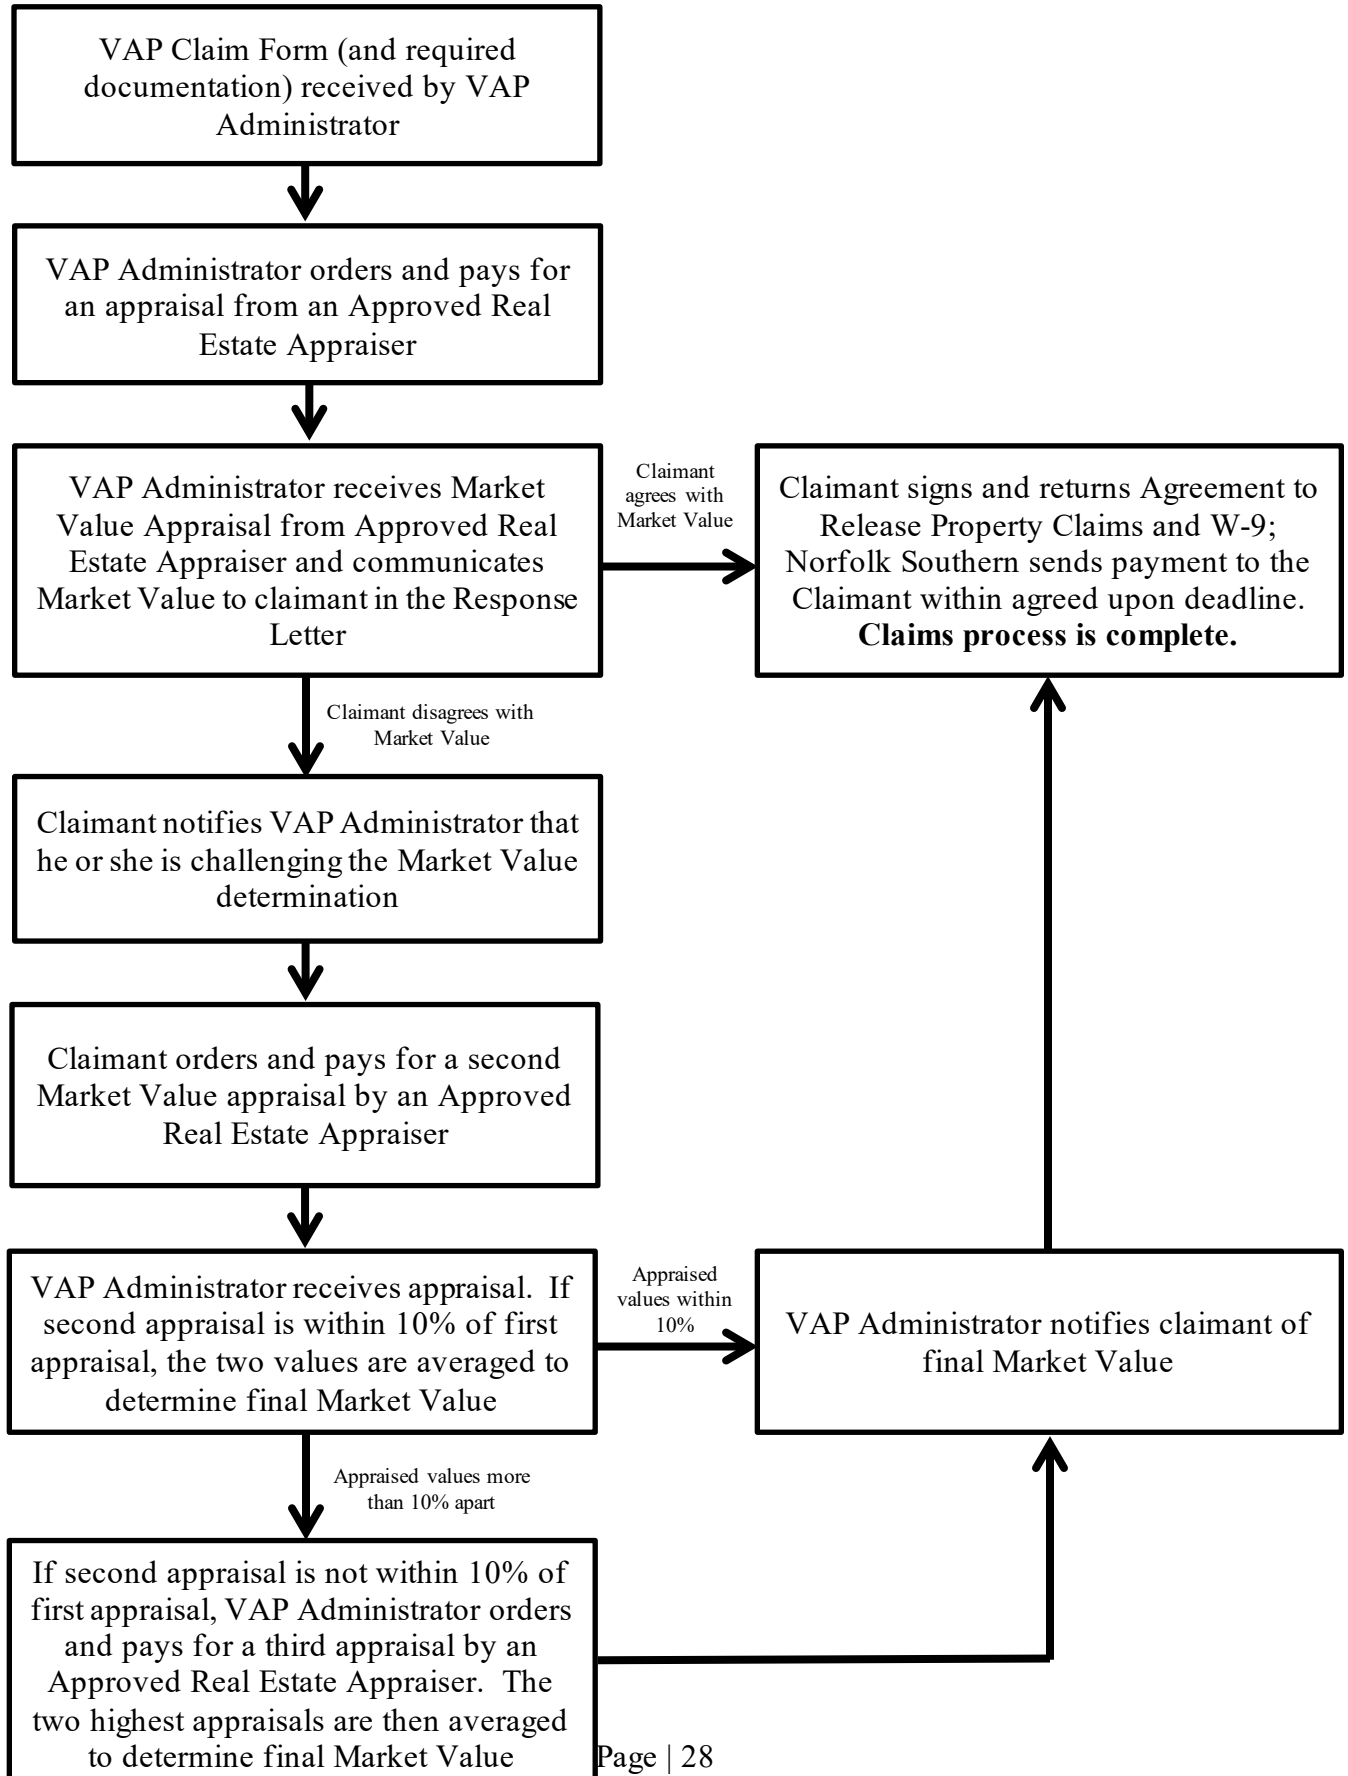 VAP Claim Form (and required
documentation) received by VAP
Administrator
VAP Administrator orders and pays for
an appraisal from an Approved Real
Estate Appraiser
VAP Administrator receives Market
Value Appraisal from Approved Real
Estate Appraiser and communicates
Market Value to claimant in the Response
Letter
Claimant
agrees with
Market Value
Claimant signs and returns Agreement to
Release Property Claims and W-9;
Norfolk Southern sends payment to the
Claimant within agreed upon deadline.
Claims process is complete.
Claimant disagrees with
Market Value
Claimant notifies VAP Administrator that
he or she is challenging the Market Value
determination
Claimant orders and pays for a second
Market Value appraisal by an Approved
Real Estate Appraiser
VAP Administrator receives appraisal.  If
second appraisal is within 10% of first
appraisal, the two values are averaged to
determine final Market Value
Appraised
values within
10%
VAP Administrator notifies claimant of
final Market Value
Appraised values more
than 10% apart
If second appraisal is not within 10% of
first appraisal, VAP Administrator orders
and pays for a third appraisal by an
Approved Real Estate Appraiser.  The
two highest appraisals are then averaged
to determine final Market Value
Page | 28